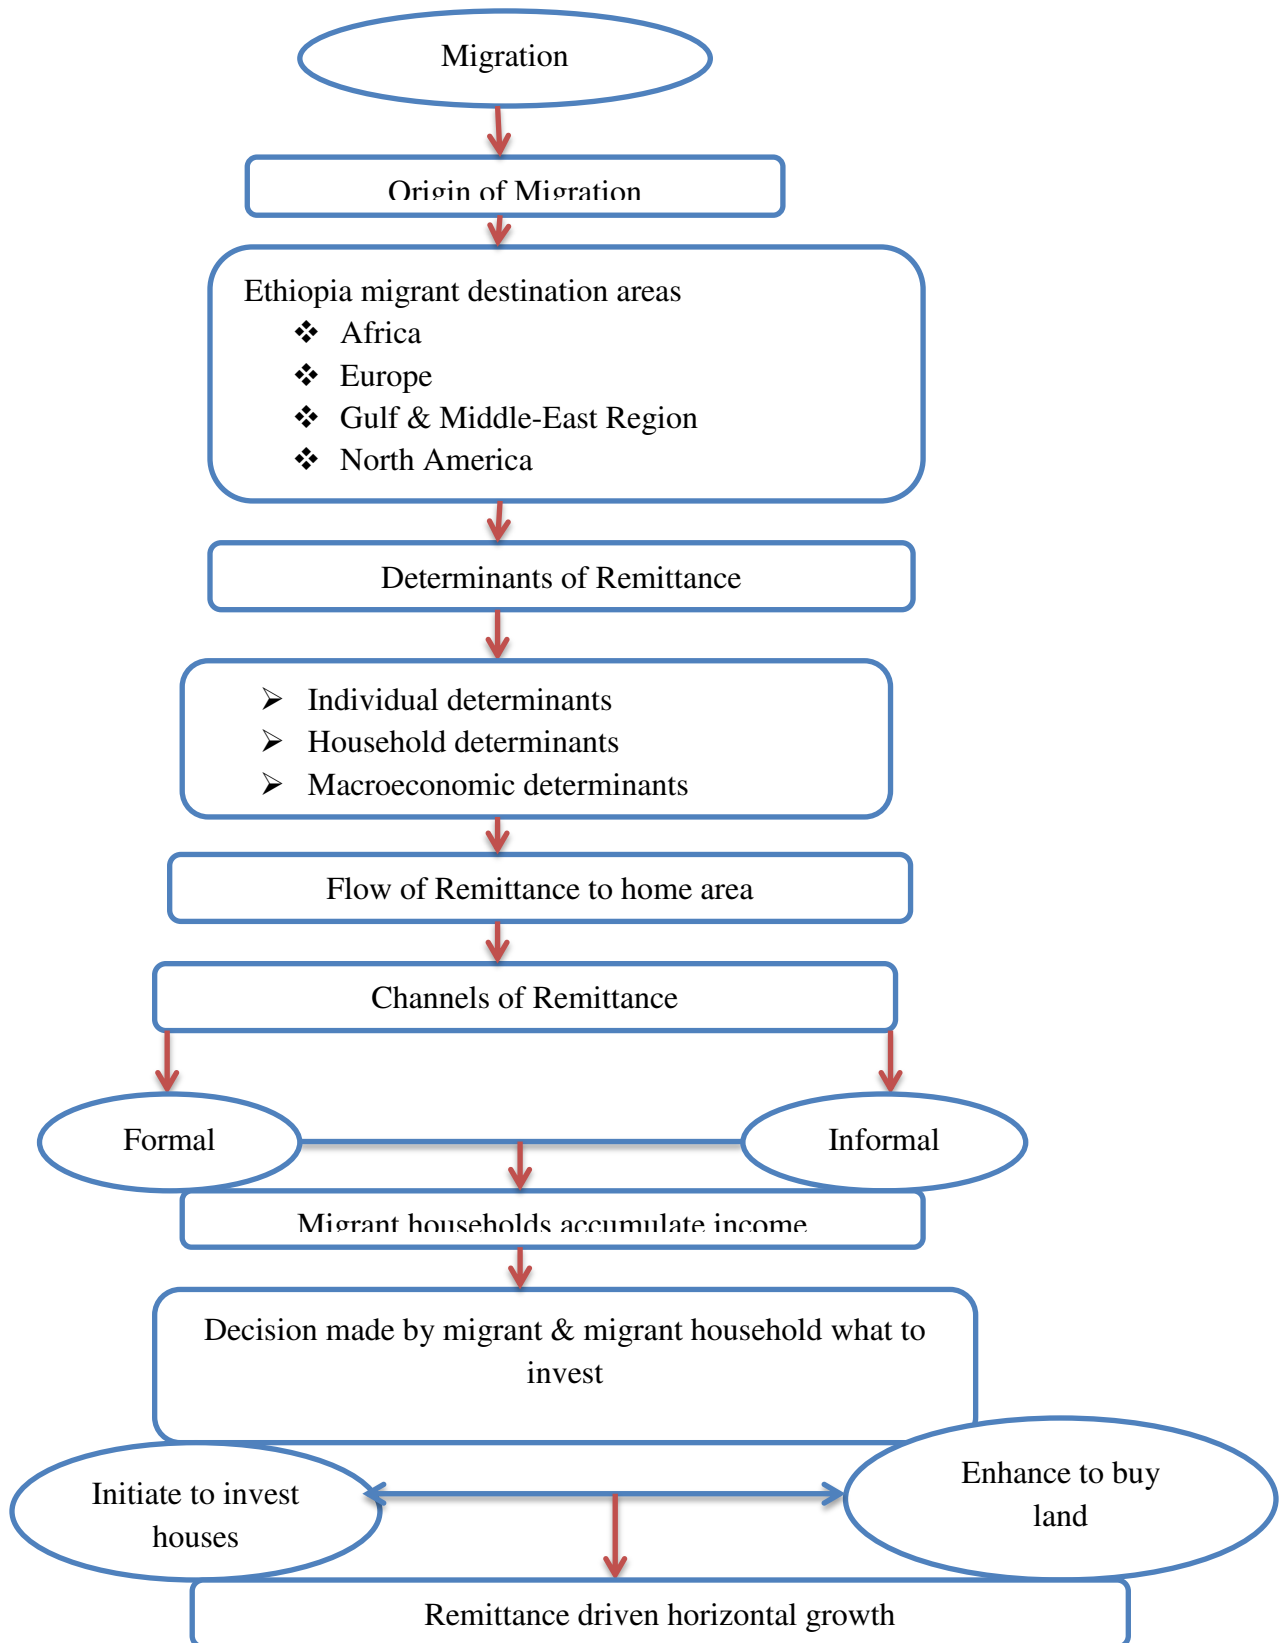 Migration
Origin of Migration
Ethiopia migrant destination areas
❖ Africa
❖ Europe
❖ Gulf & Middle-East Region
❖ North America
Determinants of Remittance
➢ Individual determinants
➢ Household determinants
➢ Macroeconomic determinants
Flow of Remittance to home area
Channels of Remittance
Formal
Informal
Migrant households accumulate income
Decision made by migrant & migrant household what to
invest
Initiate to invest
houses
Enhance to buy
land
Remittance driven horizontal growth